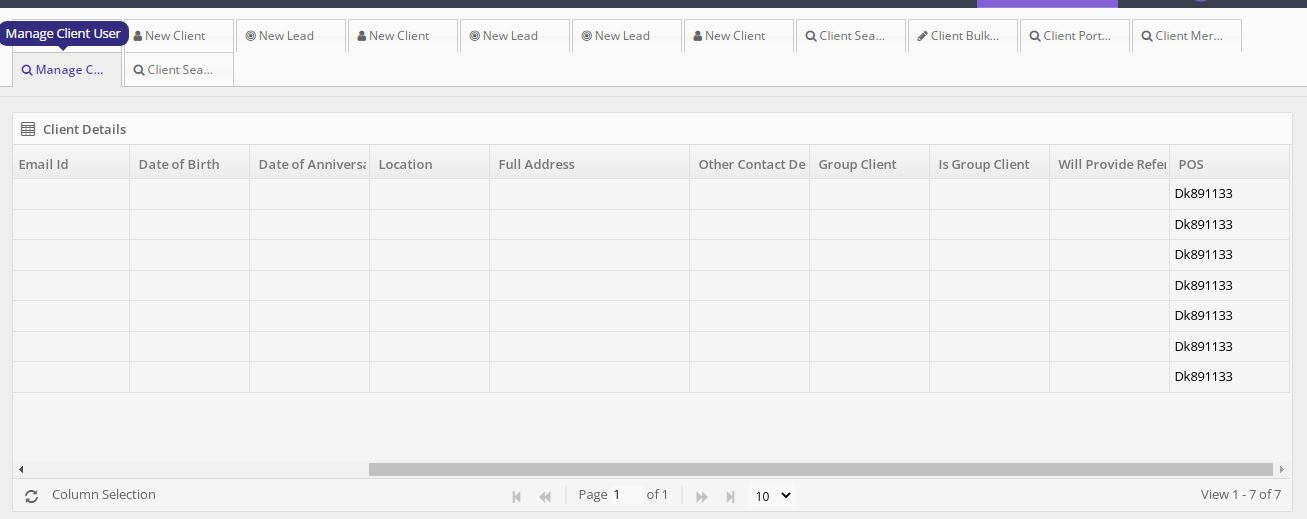 Manage Client User
New Client
New Lead
New Client
New Lead
New Lead
New Client
Client Sea...
Client Bulk...
Client Port...
Client Mer...
Manage C...
Client Sea...
Client Details
Email Id Date of Birth Date of Anniversa Location Full Address Other Contact De Group Client Is Group Client Will Provide Refer POS
Dk891133
Dk891133
Dk891133
Dk891133
Dk891133
Dk891133
Dk891133
Column Selection Page 1 of 1 10 View 1 - 7 of 7